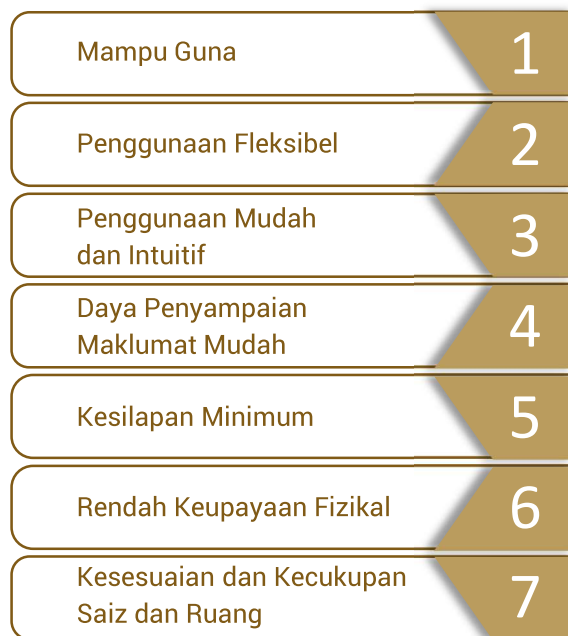 Mampu Guna
1
Penggunaan Fleksibel
2
Penggunaan Mudah
dan Intuitif
3
Daya Penyampaian
Maklumat Mudah
4
Kesilapan Minimum
5
Rendah Keupayaan Fizikal
6
Kesesuaian dan Kecukupan
Saiz dan Ruang
7